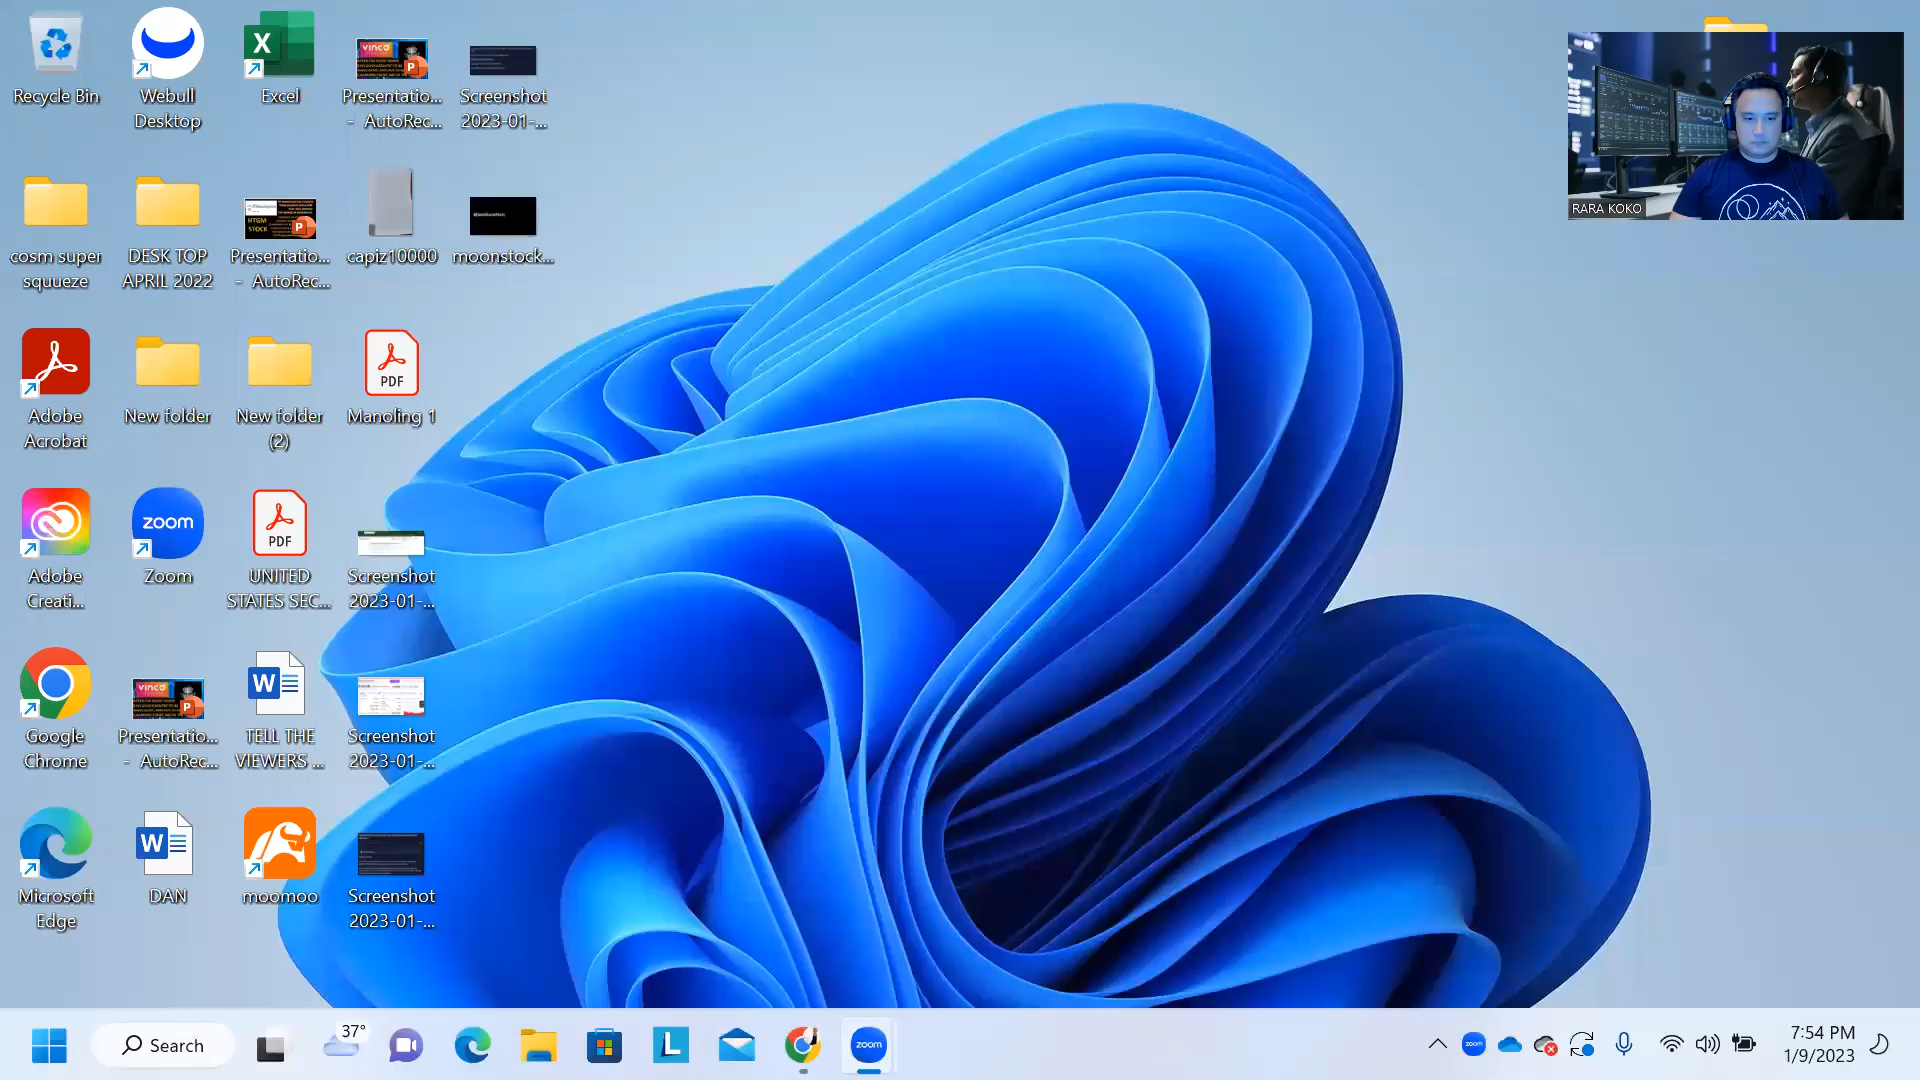 Recycle Bin
Webull
Desktop
Excel
Presentatio...
- AutoRec...
Screenshot
2023-01-...
cosm super
squueze
DESK TOP
APRIL 2022
HTGM
STOCK
Presentatio...
- AutoRec...
capiz10000
moonstock...
Adobe
Acrobat
New folder
New folder
(2)
PDF
Manoling 1
Adobe
Creati...
zoom
Zoom
PDF
UNITED
STATES SEC...
Screenshot
2023-01-...
Google
Chrome
vinco
Presentatio...
- AutoRec...
TELL THE
VIEWERS ...
Screenshot
2023-01-...
Microsoft
Edge
DAN
moomoo
Screenshot
2023-01-...
RARA KOKO
Search
37°
zoom
7:54 PM
1/9/2023